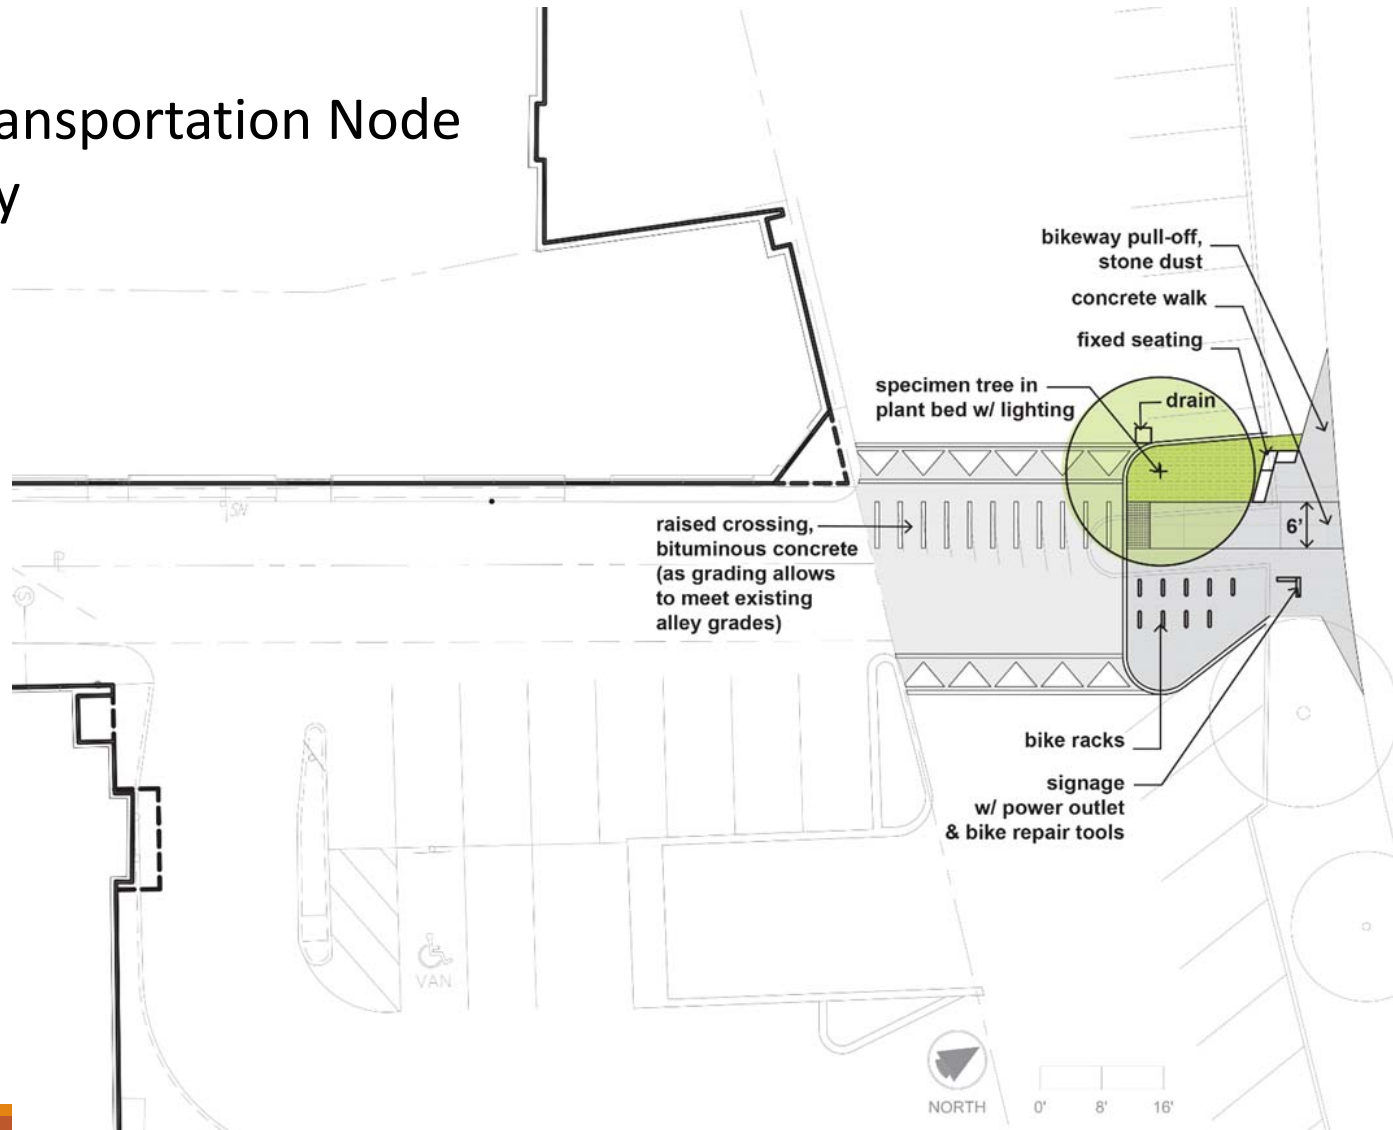 ansportation Node
y
bikeway pull-off,
stone dust
concrete walk
fixed seating
specimen tree in
plant bed w/ lighting
drain
raised crossing,
bituminous concrete
(as grading allows
to meet existing
alley grades)
6'
bike racks
signage
w/ power outlet
& bike repair tools
VAN
NORTH
0' 8' 16'